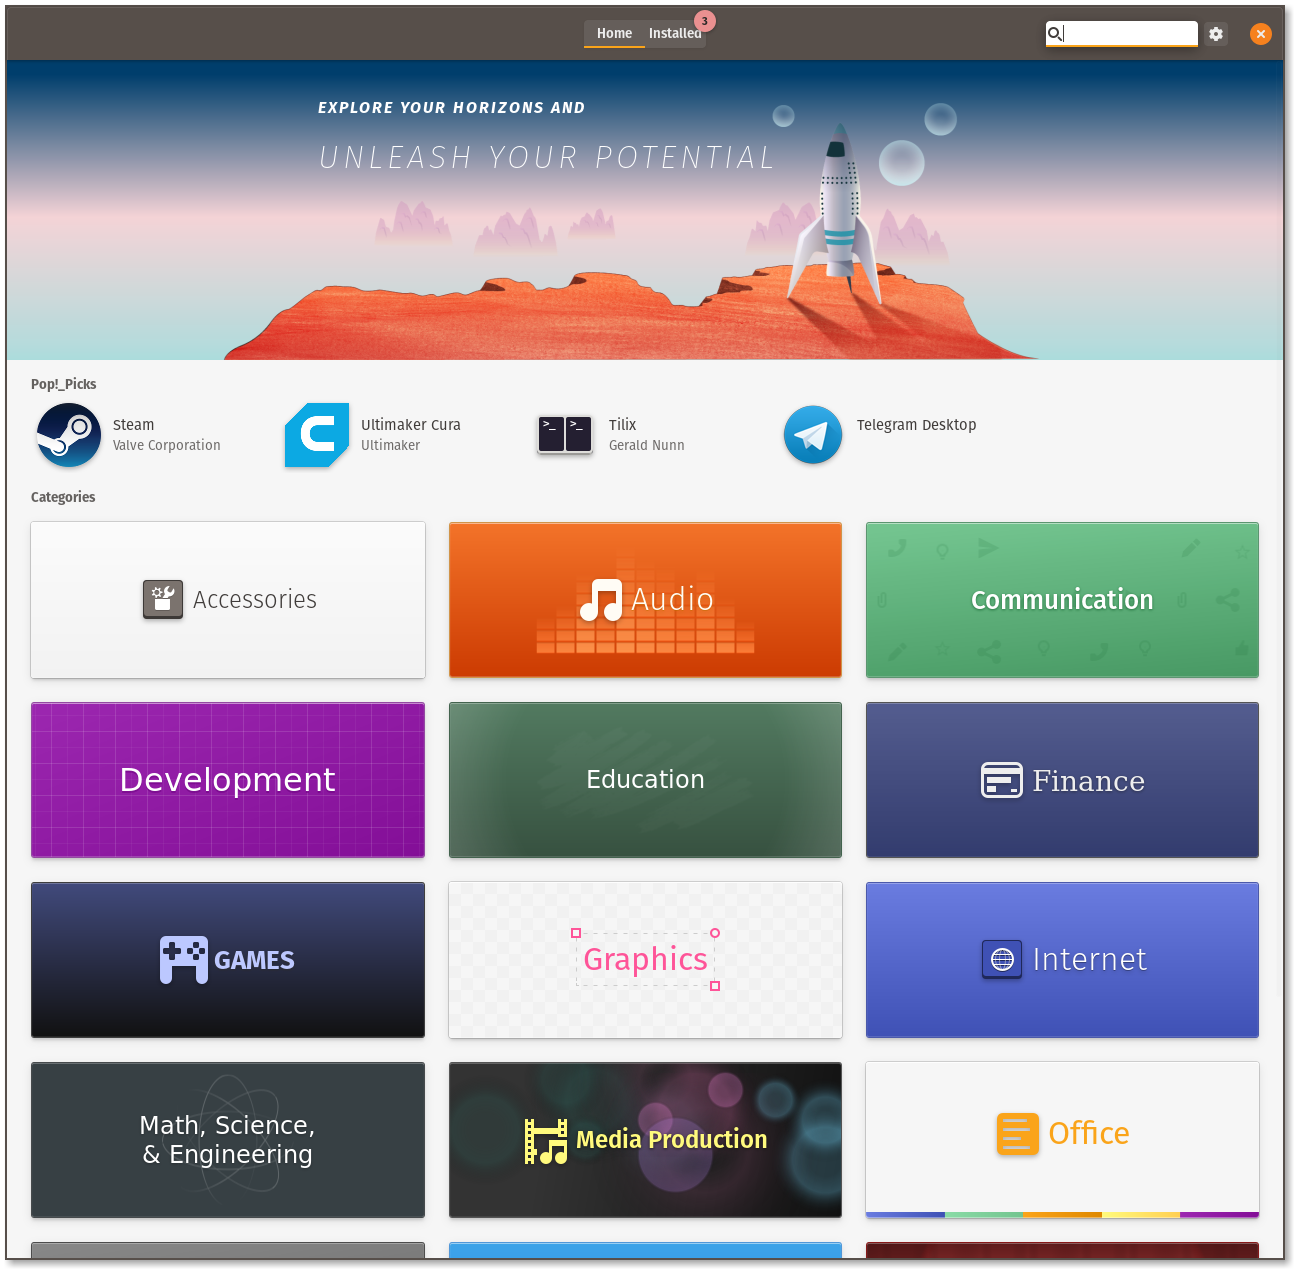 Home Installed 3
EXPLORE YOUR HORIZONS AND
UNLEASH YOUR POTENTIAL
Pop!_Picks
Steam
Valve Corporation
Ultimaker Cura
Ultimaker
>_ >_
Tilix
Gerald Nunn
Telegram Desktop
Categories
Accessories
Audio
Communication
Development
Education
Finance
GAMES
Graphics
Internet
Math, Science,
& Engineering
Media Production
Office